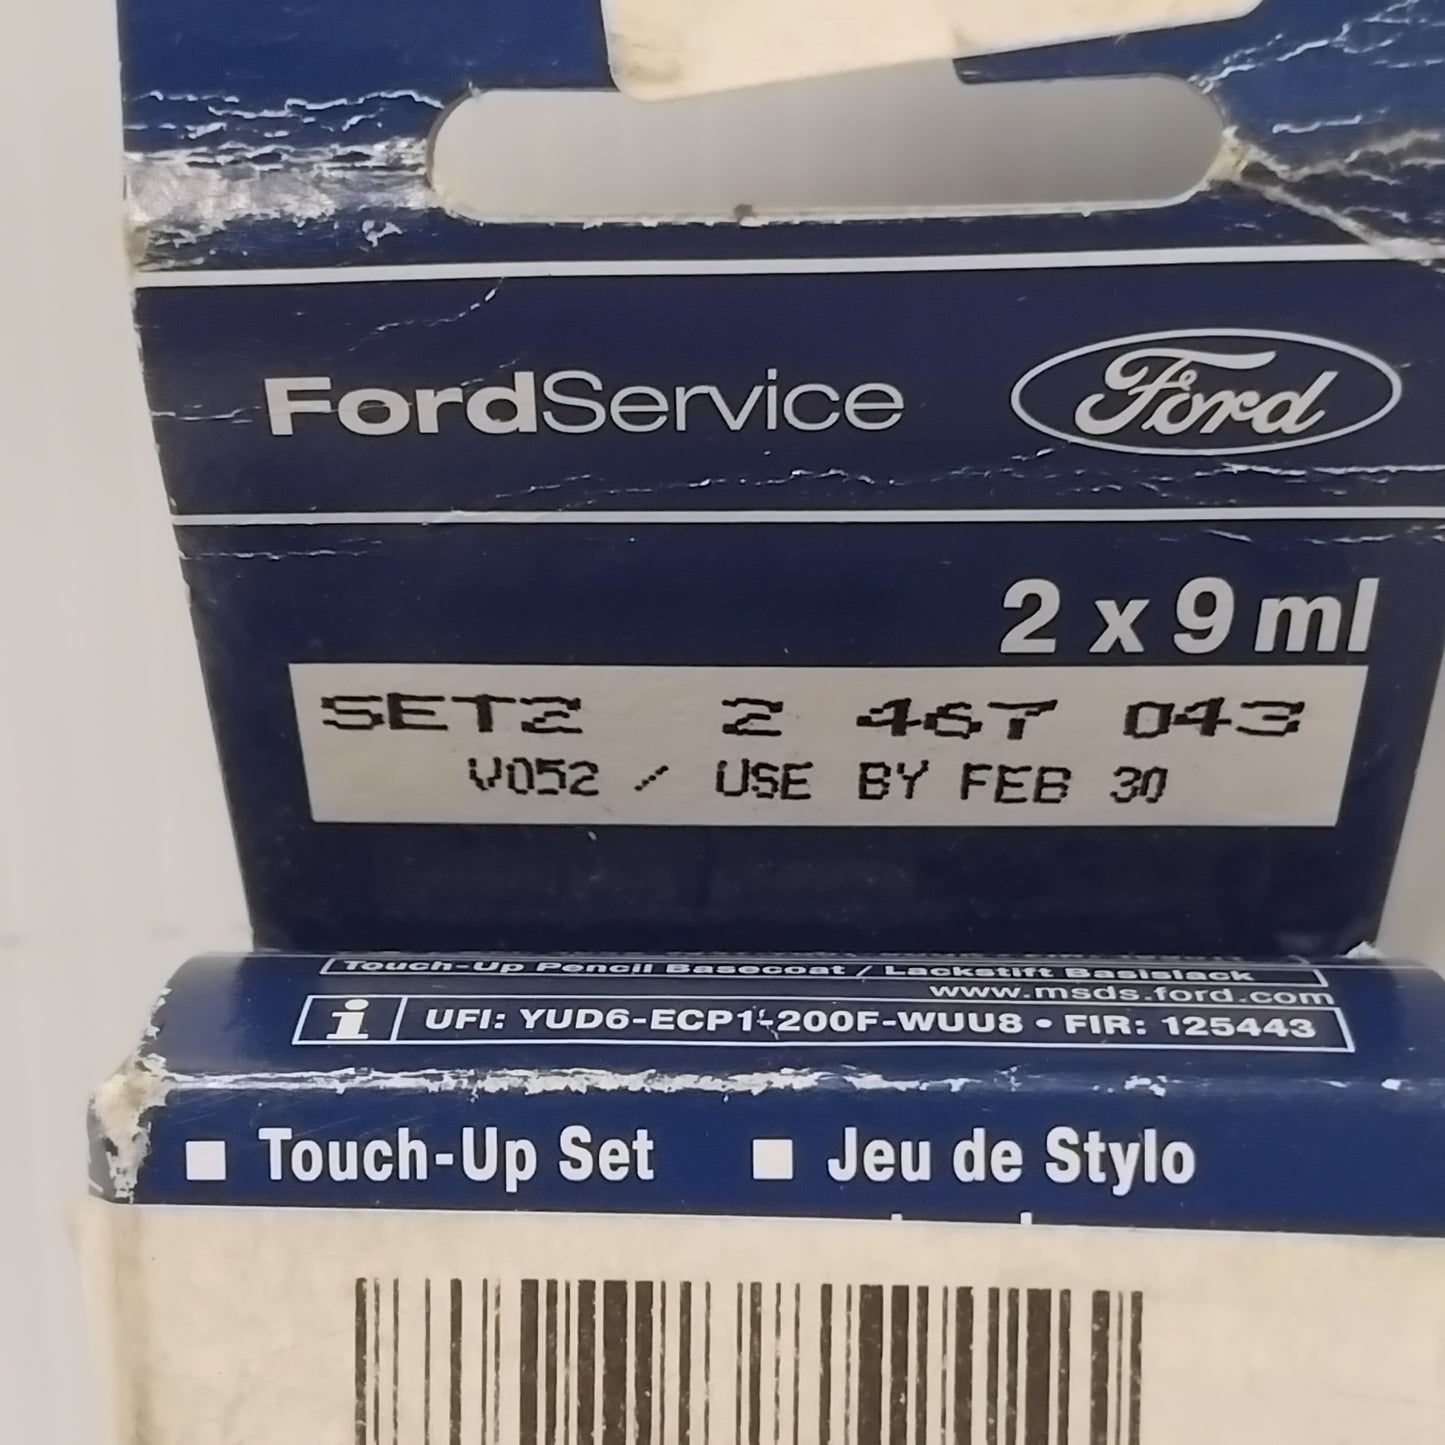 FordService Ford
2 x 9 ml
SET2 2 467 043
V052 / USE BY FEB 30
Touch-Up Pencil Basecoat / Lackstift Basislack
www.msds.ford.com
i UFI: YUD6-ECP1-200F-WUU8 • FIR: 125443
■ Touch-Up Set ■ Jeu de Stylo